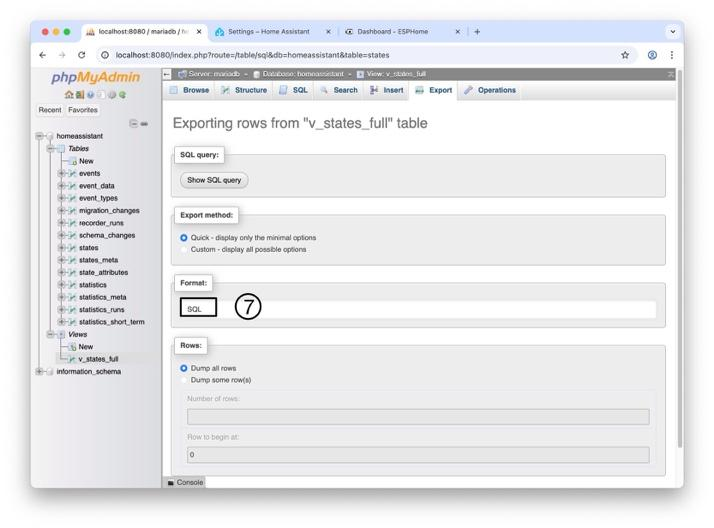 localhost:8080 / mariadb / h
Settings – Home Assistant
Dashboard - ESPHome
localhost:8080/index.php?route=/table/sql&db=homeassistant&table=states
phpMyAdmin
Recent Favorites
homeassistant
Tables
New
events
event_data
event_types
migration_changes
recorder_runs
schema_changes
states
states_meta
state_attributes
statistics
statistics_meta
statistics_runs
statistics_short_term
Views
New
v_states_full
information_schema
Server: mariadb » Database: homeassistant » View: v_states_full
Browse Structure SQL Search Insert Export Operations
Exporting rows from "v_states_full" table
SQL query:
Show SQL query
Export method:
Quick - display only the minimal options
Custom - display all possible options
Format:
SQL
7
Rows:
Dump all rows
Dump some row(s)
Number of rows:
Row to begin at:
0
Console